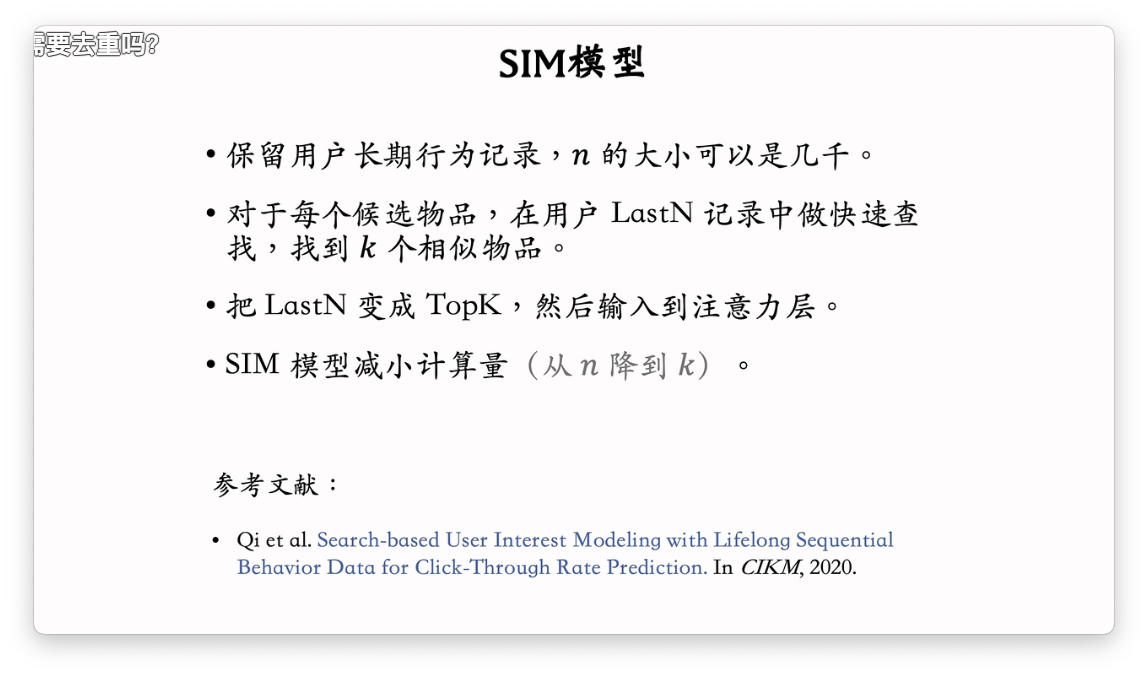 需要去重吗?
SIM模型
• 保留用户长期行为记录，n 的大小可以是几千。
• 对于每个候选物品，在用户 LastN 记录中做快速查
找，找到 k 个相似物品。
• 把 LastN 变成 TopK，然后输入到注意力层。
• SIM 模型减小计算量（从 n 降到 k）。
参考文献：
• Qi et al. Search-based User Interest Modeling with Lifelong Sequential
Behavior Data for Click-Through Rate Prediction. In CIKM, 2020.